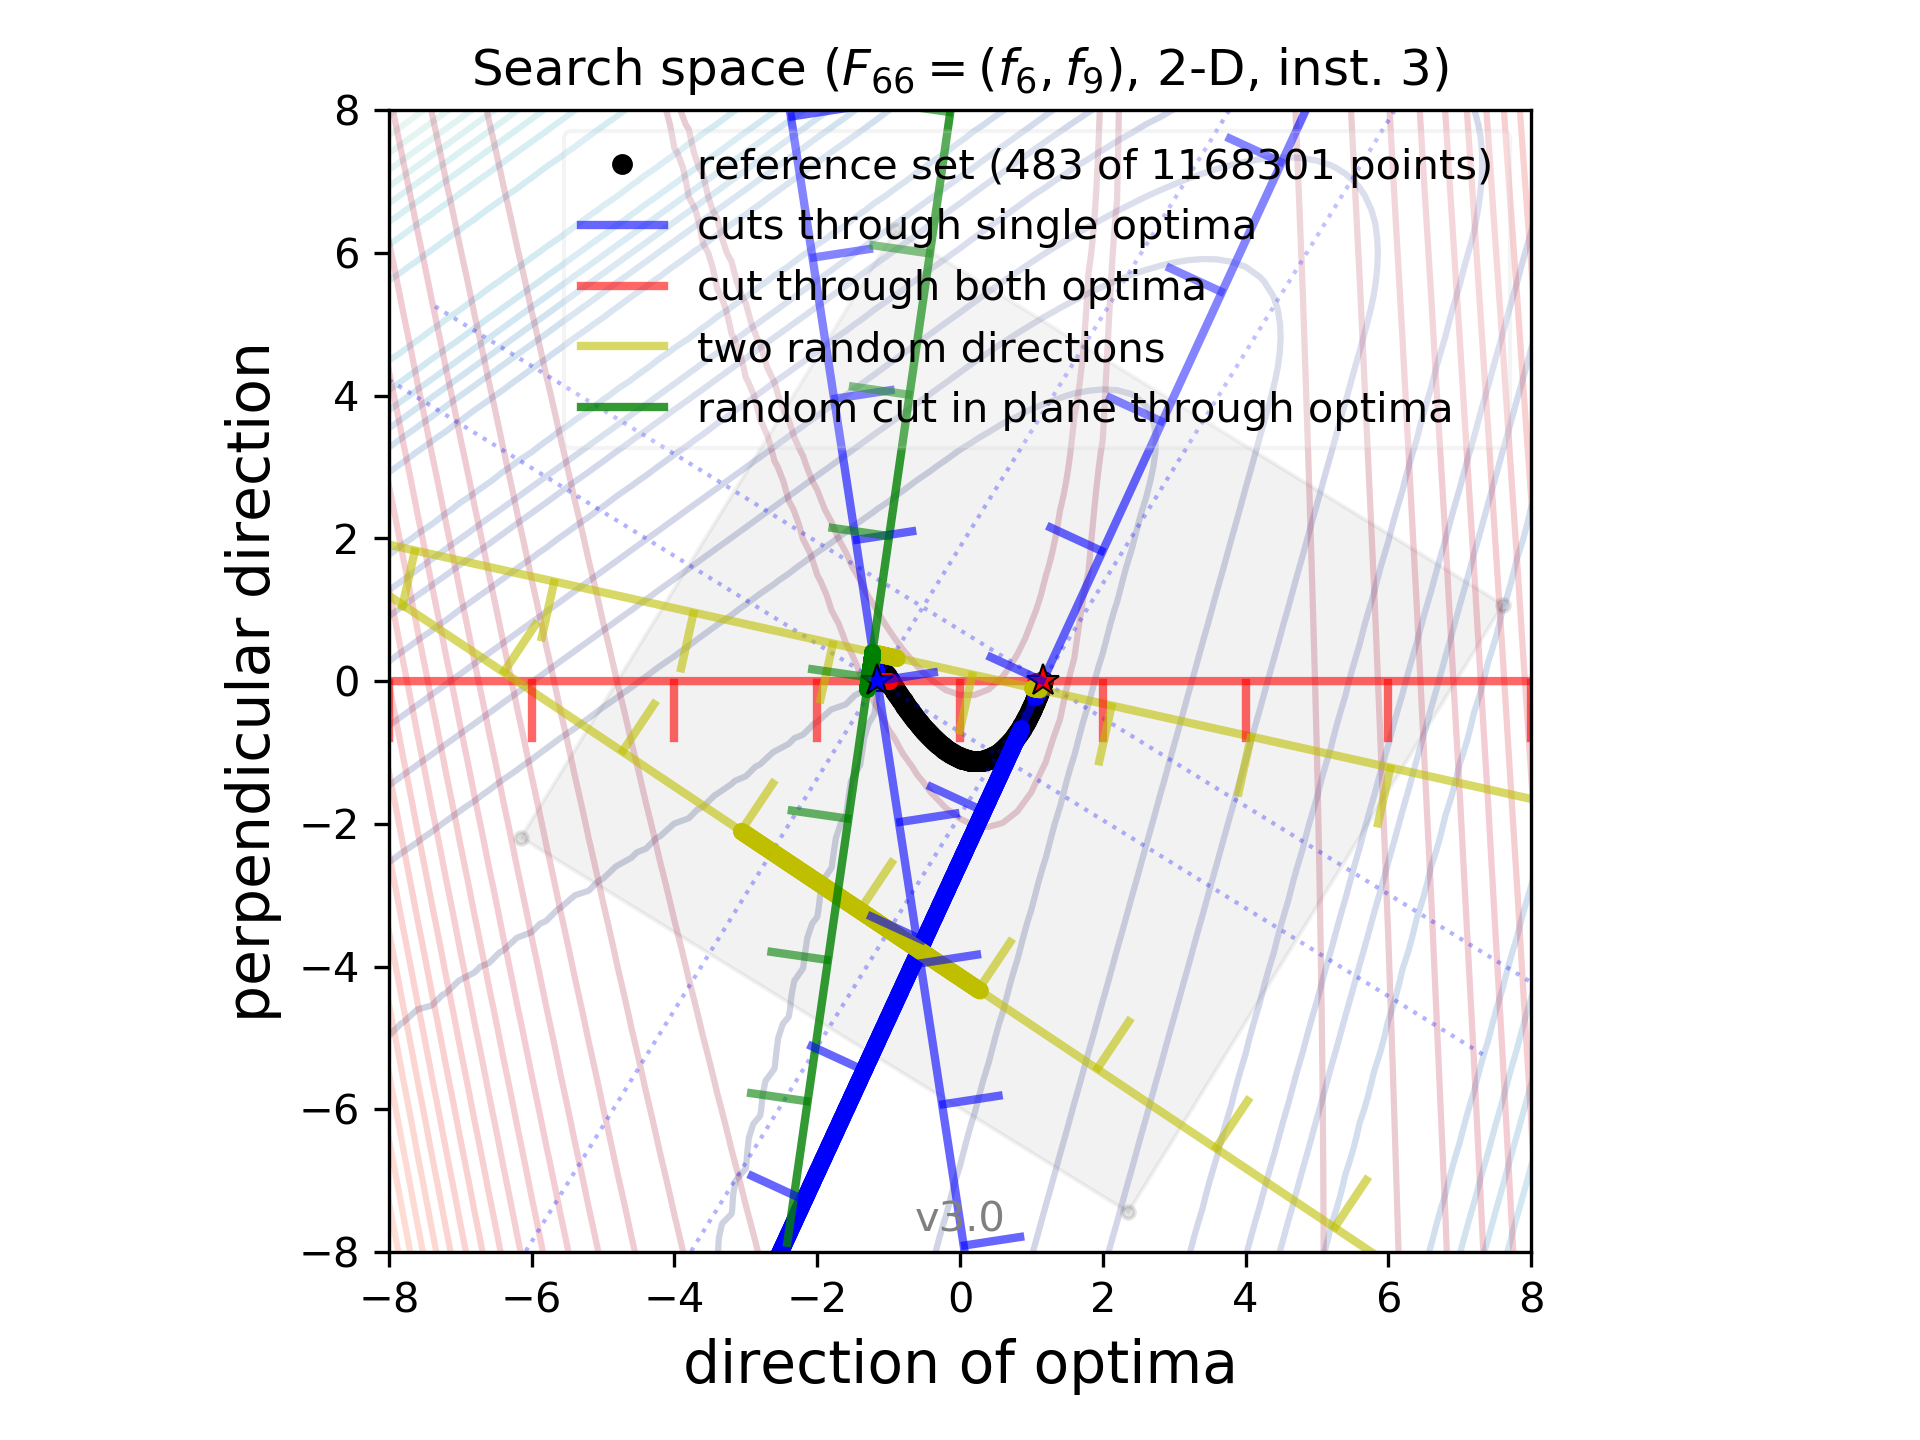 Search space (F66 = (f6, f9), 2-D, inst. 3)
8
6
4
2
0
−2
−4
−6
−8
perpendicular direction
reference set (483 of 1168301 points)
cuts through single optima
cut through both optima
two random directions
random cut in plane through optima
v3.0
−8 −6 −4 −2 0 2 4 6 8
direction of optima